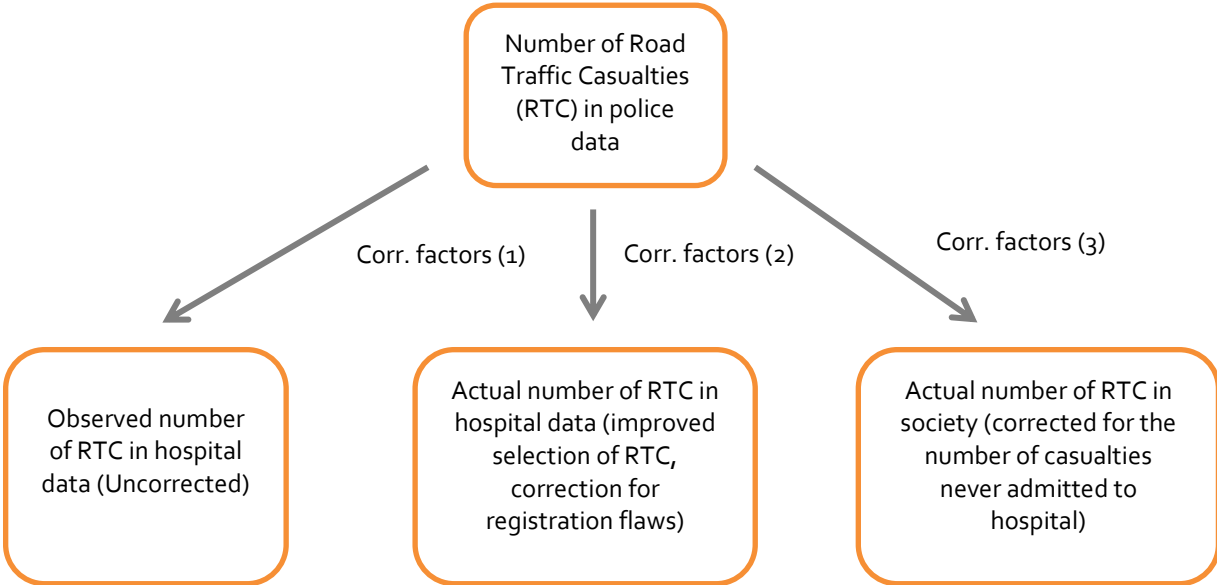 Number of Road
Traffic Casualties
(RTC) in police
data
Corr. factors (1)
Corr. factors (2)
Corr. factors (3)
Observed number
of RTC in hospital
data (Uncorrected)
Actual number of RTC in
hospital data (improved
selection of RTC,
correction for
registration flaws)
Actual number of RTC in
society (corrected for the
number of casualties
never admitted to
hospital)